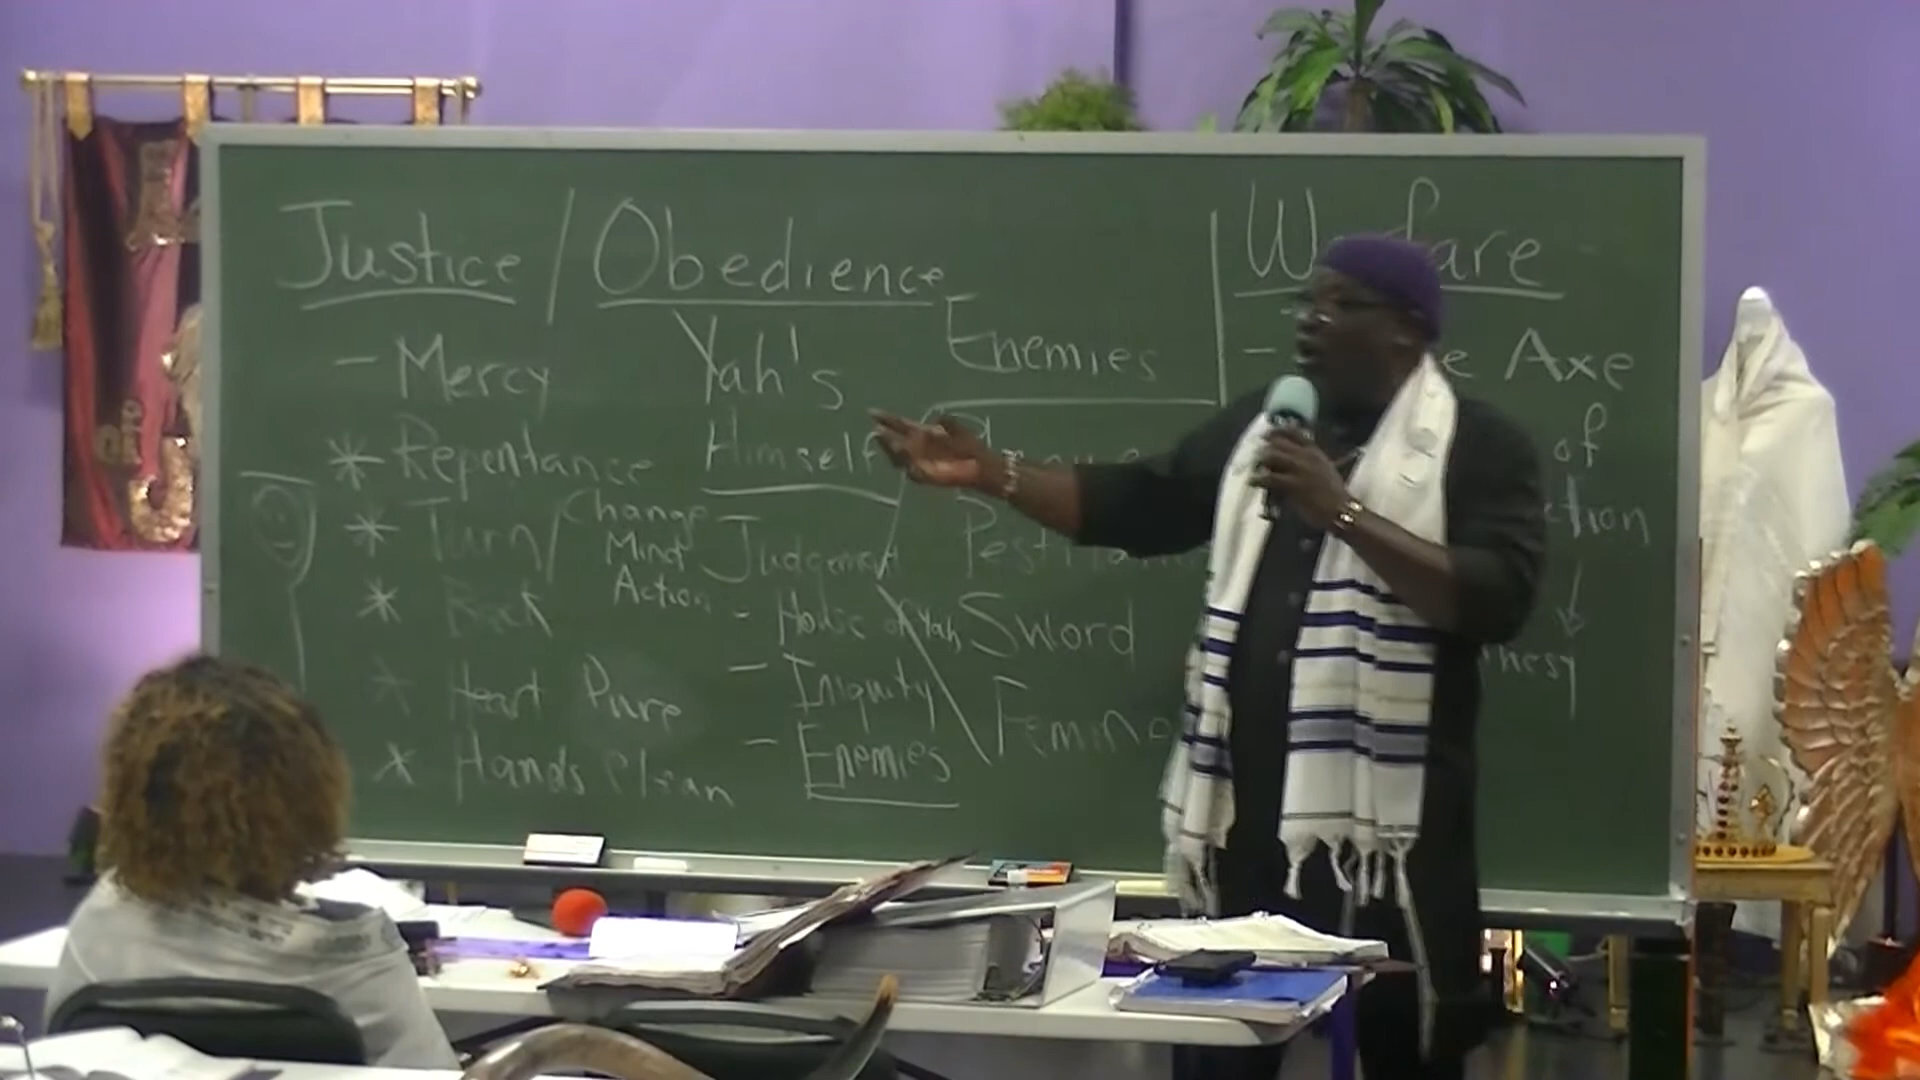 Justice / Obedience
- Mercy
* Repentance
* Turn /
Change
Mind
Action
* Back
* Heart Pure
* Hands Clean
Yah's
Himself
Judgement
- House of Yah
- Iniquity
- Enemies
Enemies
Sword
Femine
Axe
of